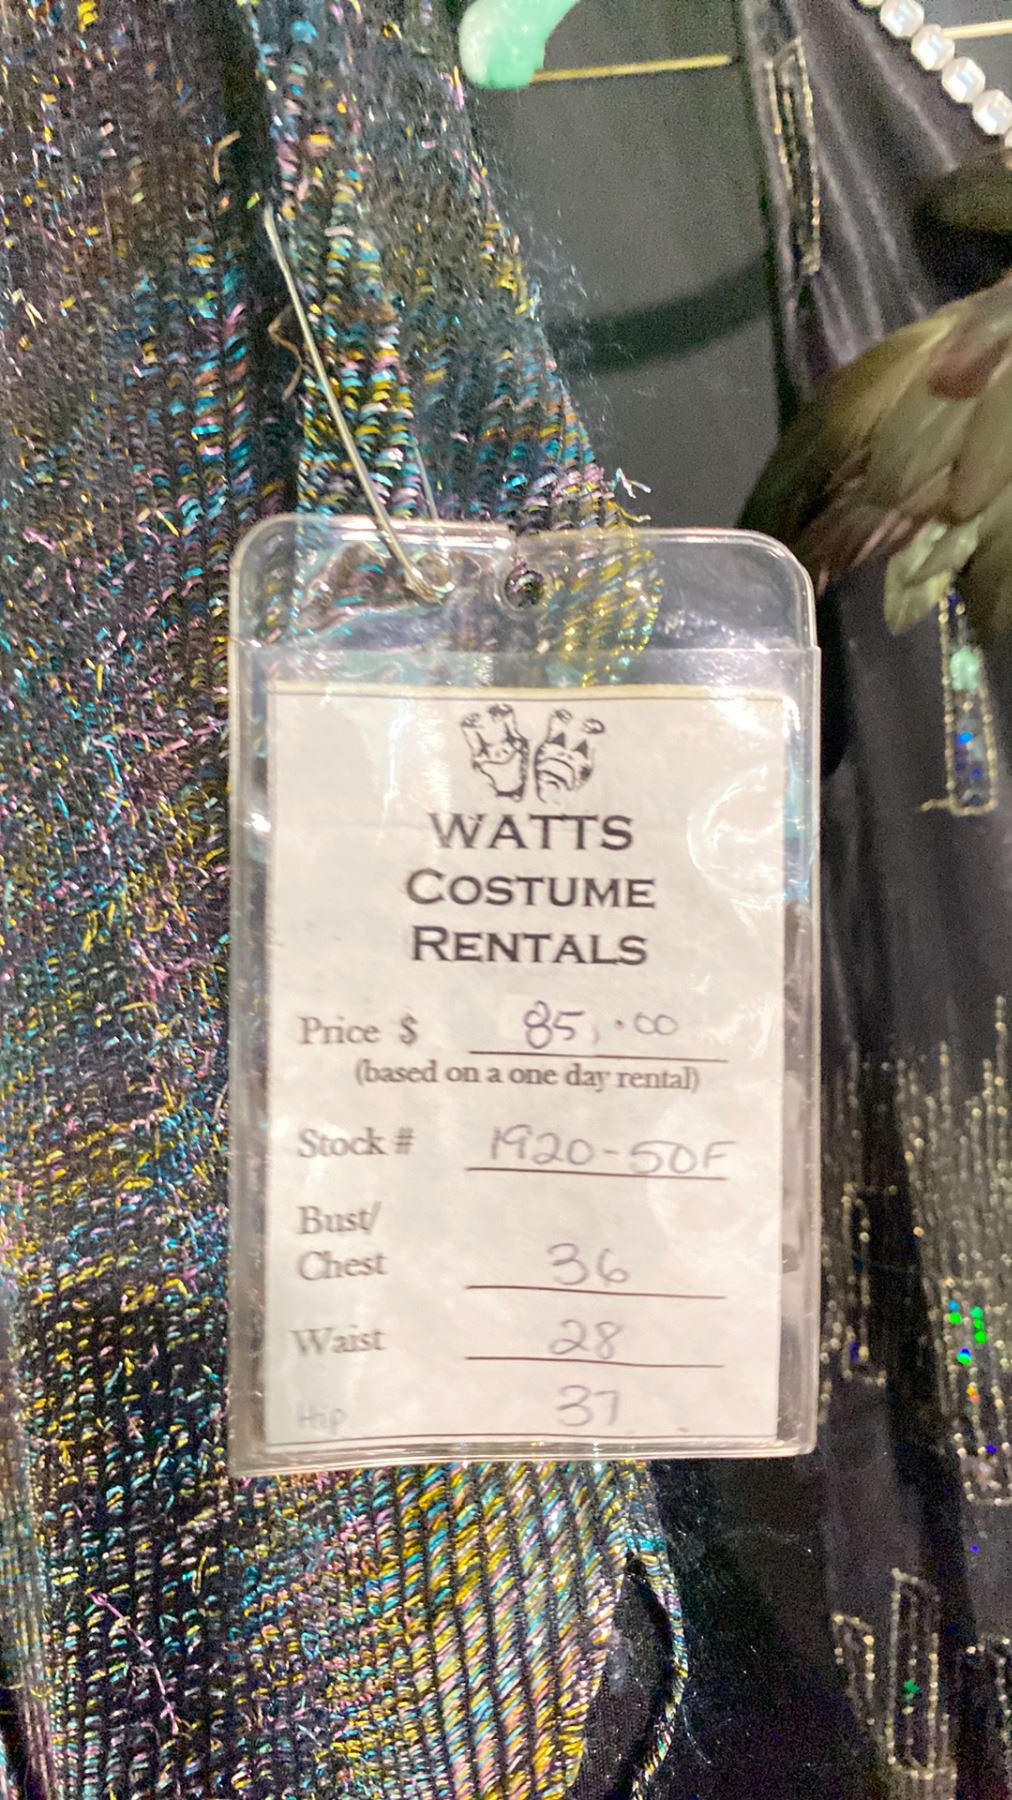 WATTS
COSTUME
RENTALS
Price $ 85,.00
(based on a one day rental)
Stock # 1920-50F
Bust/
Chest 36
Waist 28
Hip 37